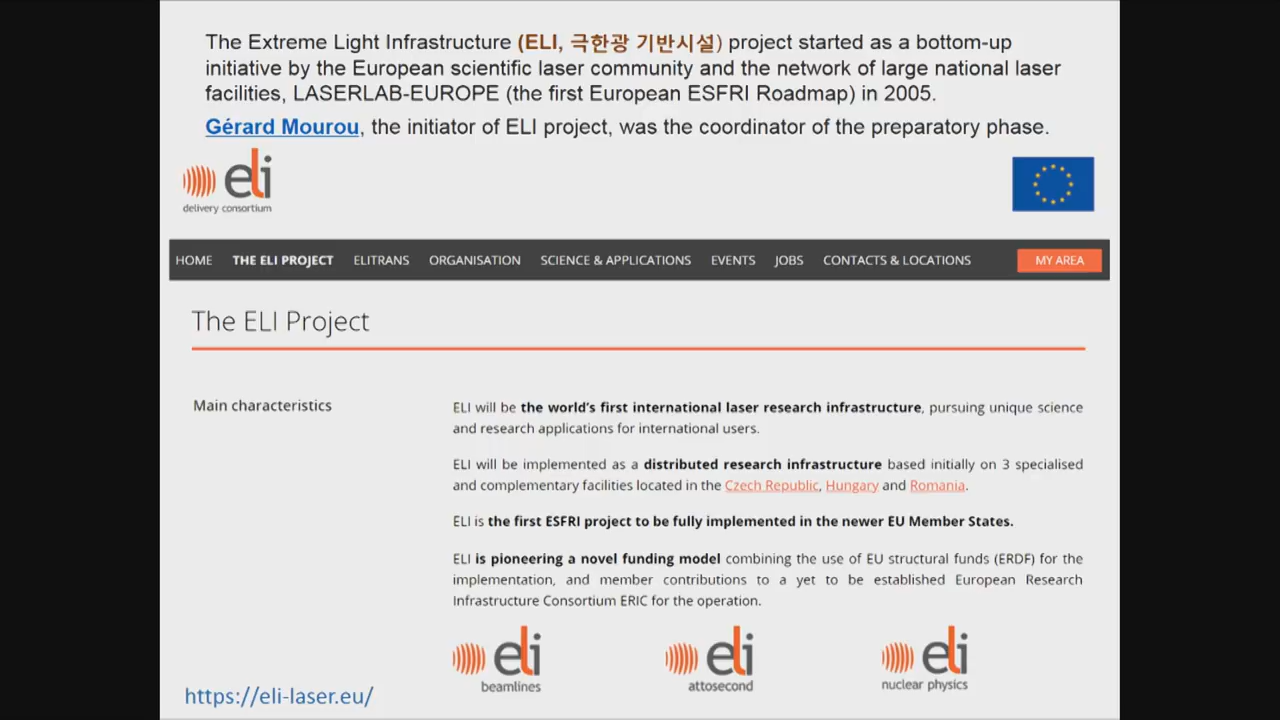 The Extreme Light Infrastructure (ELI, 극한광 기반시설) project started as a bottom-up
initiative by the European scientific laser community and the network of large national laser
facilities, LASERLAB-EUROPE (the first European ESFRI Roadmap) in 2005.
Gérard Mourou, the initiator of ELI project, was the coordinator of the preparatory phase.
eli
delivery consortium
HOME THE ELI PROJECT ELITRANS ORGANISATION SCIENCE & APPLICATIONS EVENTS JOBS CONTACTS & LOCATIONS MY AREA
The ELI Project
Main characteristics
ELI will be the world's first international laser research infrastructure, pursuing unique science
and research applications for international users.
ELI will be implemented as a distributed research infrastructure based initially on 3 specialised
and complementary facilities located in the Czech Republic, Hungary and Romania.
ELI is the first ESFRI project to be fully implemented in the newer EU Member States.
ELI is pioneering a novel funding model combining the use of EU structural funds (ERDF) for the
implementation, and member contributions to a yet to be established European Research
Infrastructure Consortium ERIC for the operation.
eli
beamlines
eli
attosecond
eli
nuclear physics
https://eli-laser.eu/